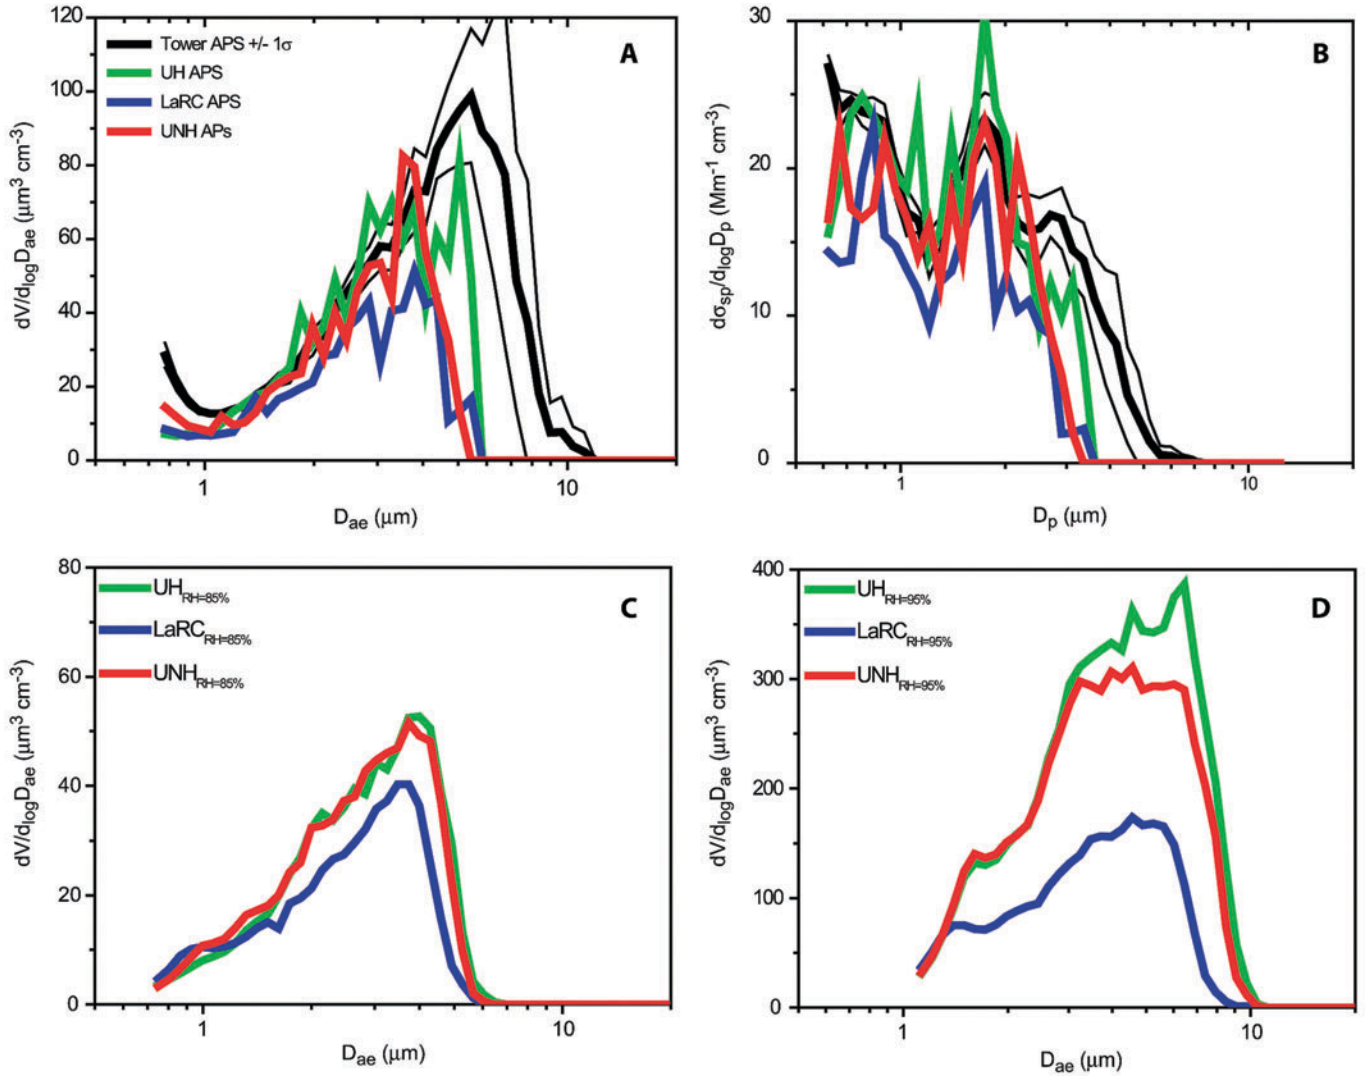 A
Tower APS +/- 1σ
UH APS
LaRC APS
UNH APs
dV/dlogDae (μm3 cm-3)
120
100
80
60
40
20
0
1
10
Dae (μm)
B
dσsp/dlogDp (Mm-1 cm-3)
30
20
10
0
1
10
Dp (μm)
C
UHRH=85%
LaRCRH=85%
UNHRH=85%
dV/dlogDae (μm3 cm-3)
80
60
40
20
0
1
10
Dae (μm)
D
UHRH=95%
LaRCRH=95%
UNHRH=95%
dV/dlogDae (μm3 cm-3)
400
300
200
100
0
1
10
Dae (μm)